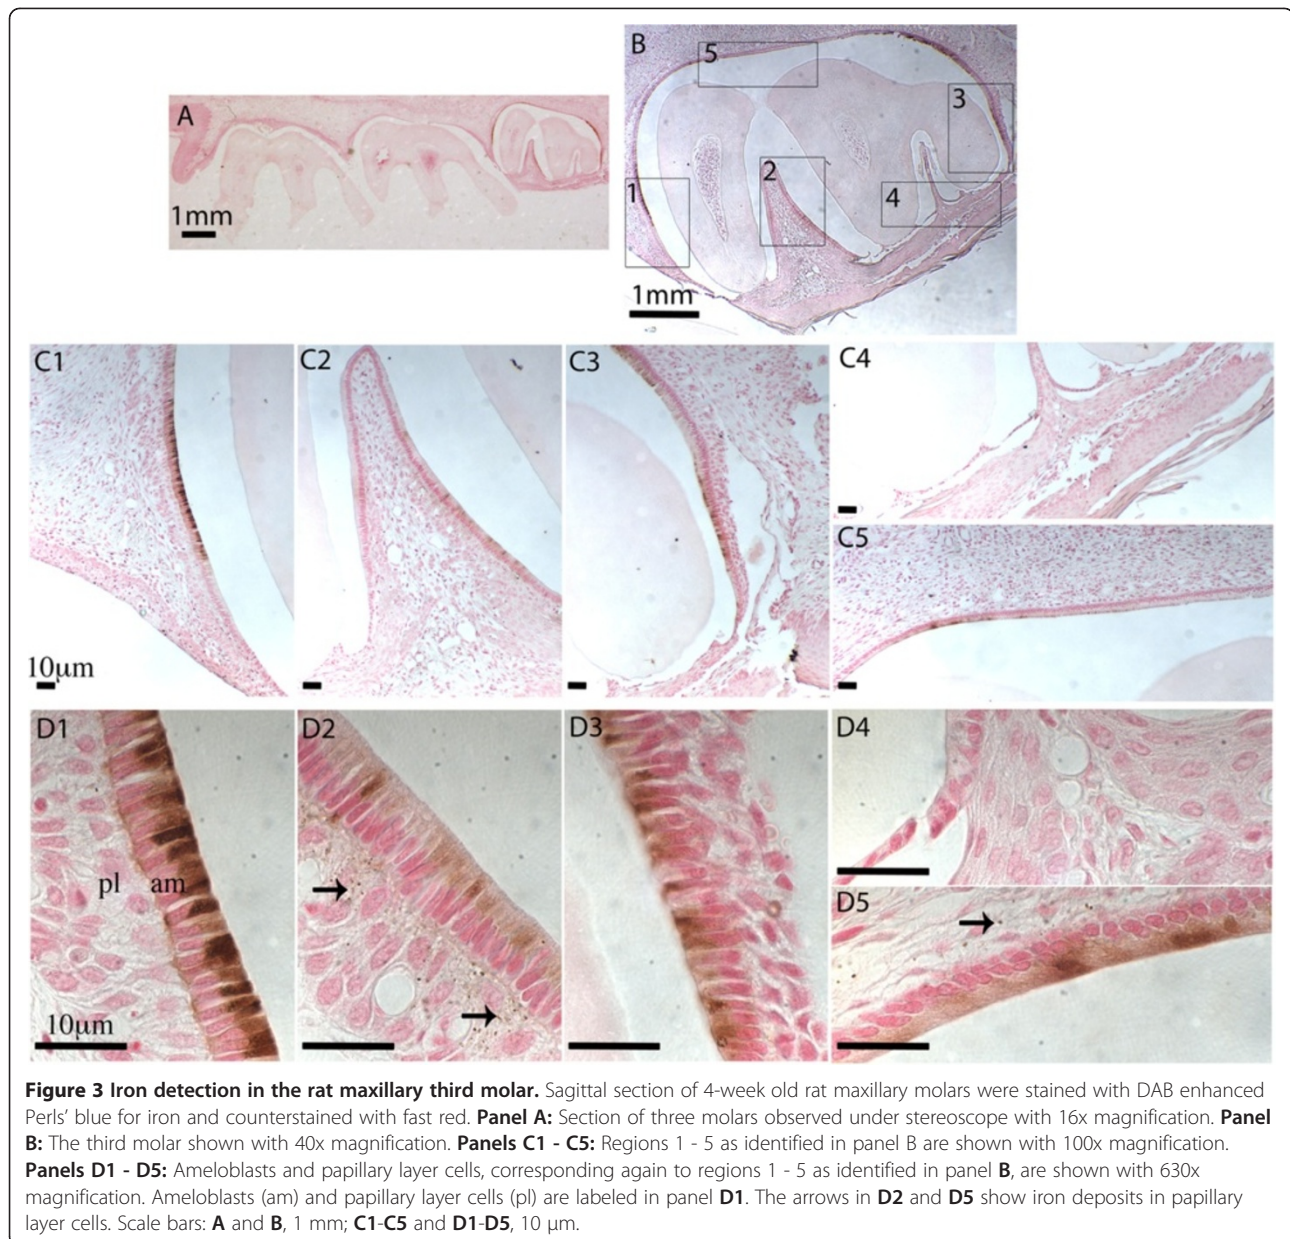 A
1mm
B
5
3
1
2
4
1mm
C1
C2
C3
C4
C5
10µm
D1
D2
D3
D4
pl am
D5
10µm
Figure 3 Iron detection in the rat maxillary third molar. Sagittal section of 4-week old rat maxillary molars were stained with DAB enhanced
Perls' blue for iron and counterstained with fast red. Panel A: Section of three molars observed under stereoscope with 16x magnification. Panel
B: The third molar shown with 40x magnification. Panels C1 - C5: Regions 1 - 5 as identified in panel B are shown with 100x magnification.
Panels D1 - D5: Ameloblasts and papillary layer cells, corresponding again to regions 1 - 5 as identified in panel B, are shown with 630x
magnification. Ameloblasts (am) and papillary layer cells (pl) are labeled in panel D1. The arrows in D2 and D5 show iron deposits in papillary
layer cells. Scale bars: A and B, 1 mm; C1-C5 and D1-D5, 10 µm.